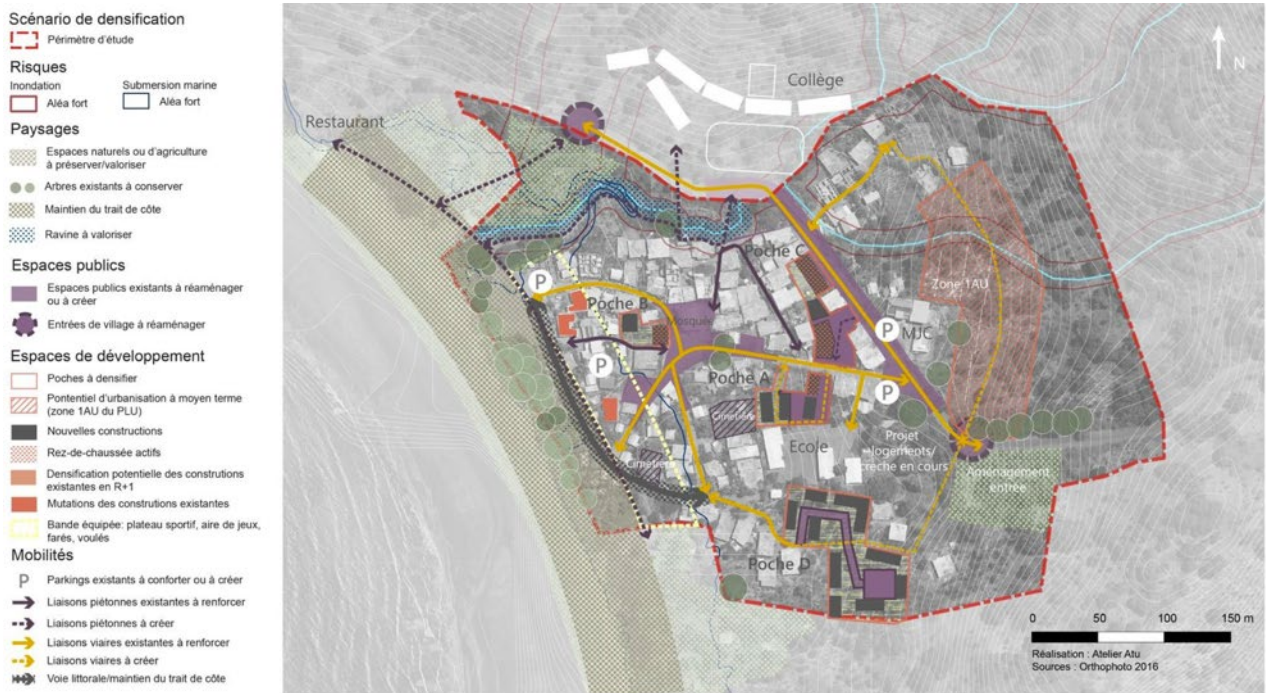 Scénario de densification
Périmètre d'étude
Risques
Inondation
Submersion marine
Aléa fort
Aléa fort
Paysages
Espaces naturels ou d'agriculture
à préserver/valoriser
Arbres existants à conserver
Maintien du trait de côte
Ravine à valoriser
Espaces publics
Espaces publics existants à réaménager
ou à créer
Entrées de village à réaménager
Espaces de développement
Poches à densifier
Pontentiel d'urbanisation à moyen terme
(zone 1AU du PLU)
Nouvelles constructions
Rez-de-chaussée actifs
Densification potentielle des construtions
existantes en R+1
Mutations des construtions existantes
Bande équipée: plateau sportif, aire de jeux,
farés, voulés
Mobilités
P Parkings existants à conforter ou à créer
Liaisons piétonnes existantes à renforcer
Liaisons piétonnes à créer
Liaisons viaires existantes à renforcer
Liaisons viaires à créer
Voie littorale/maintien du trait de côte
N
Collège
Restaurant
Poche C
Zone 1AU
P
Poche B
Mosquée
P
MJC
P
Poche A
P
Cimetière
Ecole
Projet
logements/
crèche en cours
Cimetière
Aménagement
entrée
Poche D
0 50 100 150 m
Réalisation : Atelier Atu
Sources : Orthophoto 2016